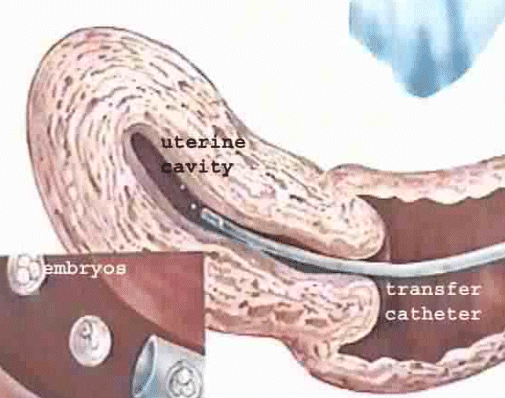 uterine
cavity
embryos
transfer
catheter